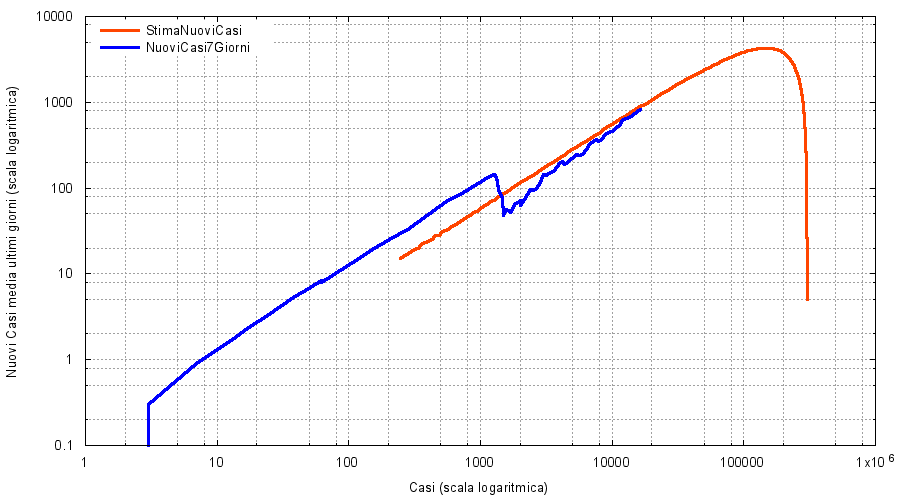 10000
1000
100
10
1
0.1
StimaNuoviCasi
NuoviCasi7Giorni
Nuovi Casi media ultimi giorni (scala logaritmica)
1 10 100 1000 10000 100000 1x10 6
Casi (scala logaritmica)